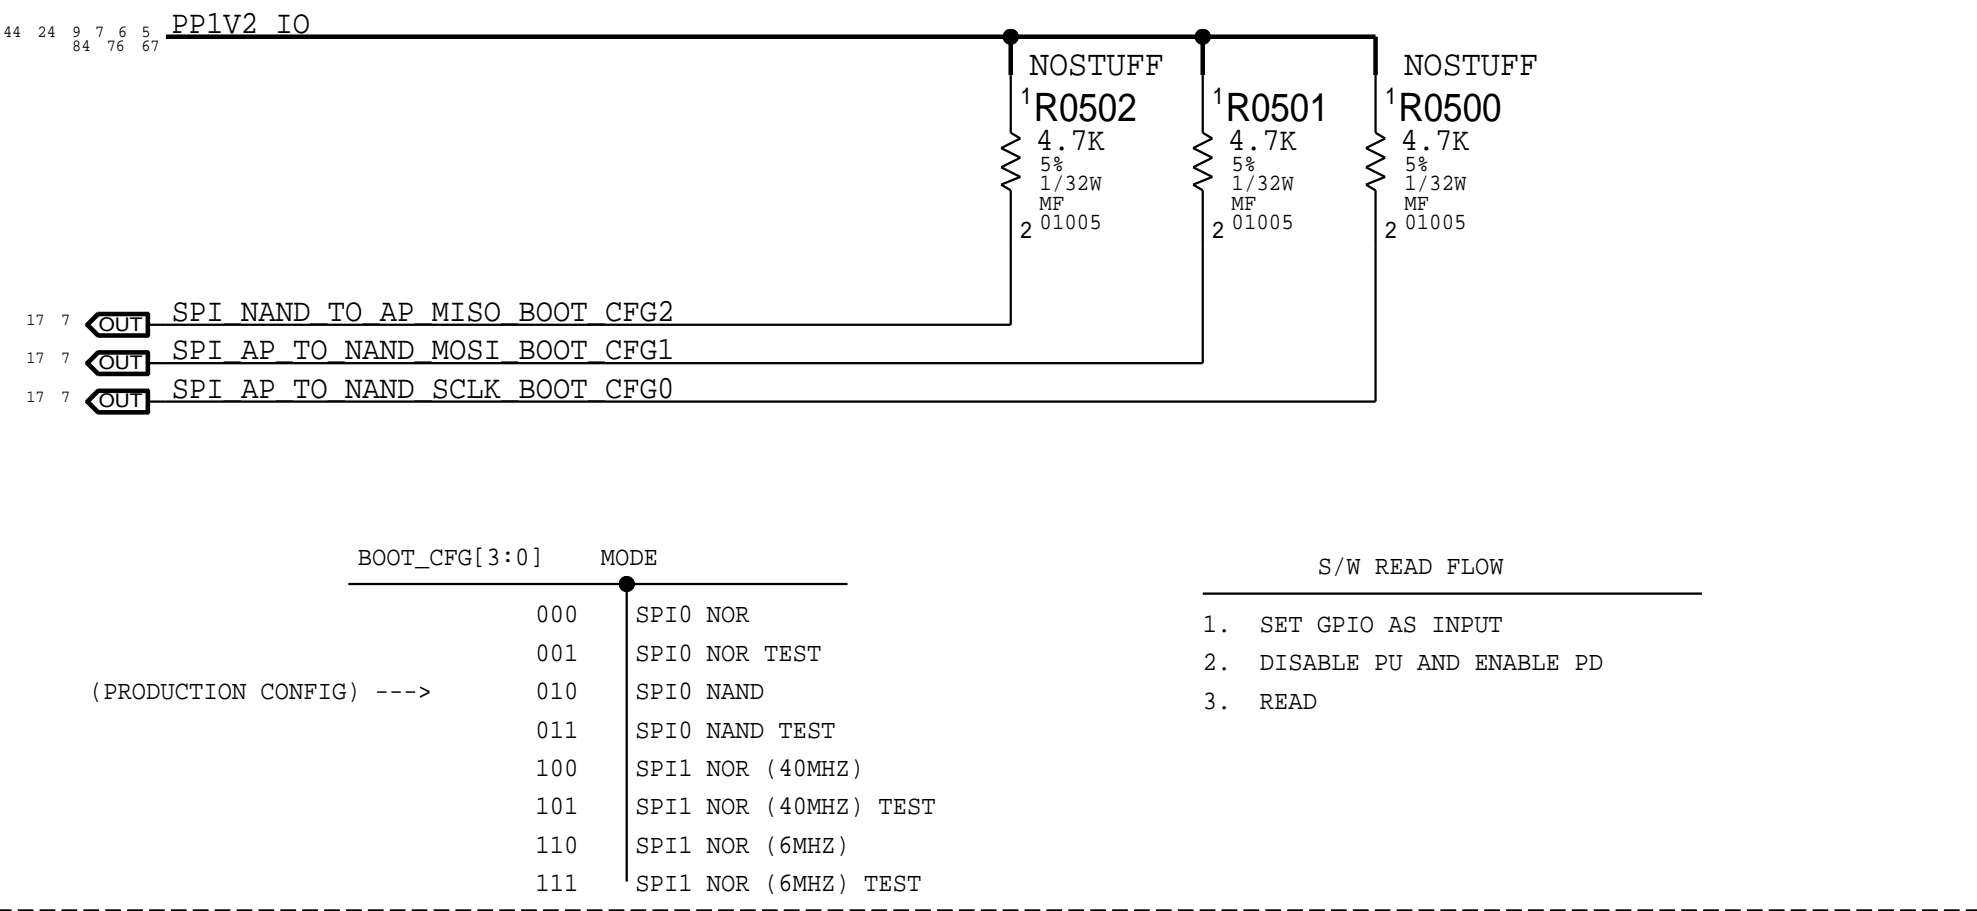 PP1V2_IO
44 24 9 7 6 5
84 76 67
NOSTUFF
1 R0502
4.7K
5%
1/32W
MF
2 01005
1 R0501
4.7K
5%
1/32W
MF
2 01005
NOSTUFF
1 R0500
4.7K
5%
1/32W
MF
2 01005
17 7 OUT SPI_NAND_TO_AP_MISO_BOOT_CFG2
17 7 OUT SPI_AP_TO_NAND_MOSI_BOOT_CFG1
17 7 OUT SPI_AP_TO_NAND_SCLK_BOOT_CFG0
BOOT_CFG[3:0] MODE
000 SPI0 NOR
001 SPI0 NOR TEST
(PRODUCTION CONFIG) ---> 010 SPI0 NAND
011 SPI0 NAND TEST
100 SPI1 NOR (40MHZ)
101 SPI1 NOR (40MHZ) TEST
110 SPI1 NOR (6MHZ)
111 SPI1 NOR (6MHZ) TEST
S/W READ FLOW
1. SET GPIO AS INPUT
2. DISABLE PU AND ENABLE PD
3. READ